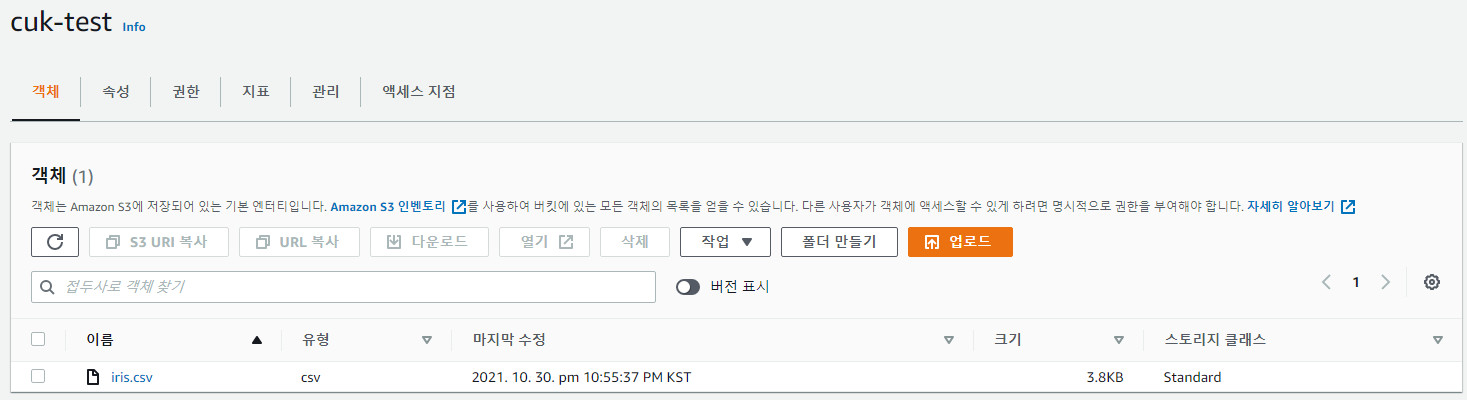 cuk-test Info
객체 속성 권한 지표 관리 액세스 지점
객체 (1)
객체는 Amazon S3에 저장되어 있는 기본 엔터티입니다. Amazon S3 인벤토리 를 사용하여 버킷에 있는 모든 객체의 목록을 얻을 수 있습니다. 다른 사용자가 객체에 액세스할 수 있게 하려면 명시적으로 권한을 부여해야 합니다. 자세히 알아보기
S3 URI 복사 URL 복사 다운로드 열기 삭제 작업 폴더 만들기 업로드
접두사로 객체 찾기 버전 표시 1
이름 유형 마지막 수정 크기 스토리지 클래스
iris.csv csv 2021. 10. 30. pm 10:55:37 PM KST 3.8KB Standard